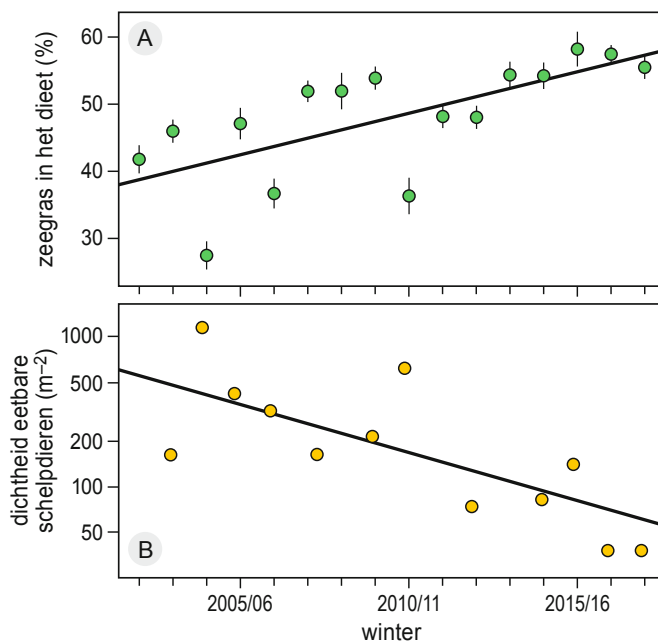 A
zeegras in het dieet (%)
60
50
40
30
B
dichtheid eetbare
schelpdieren (m⁻²)
1000
500
200
100
50
2005/06
2010/11
2015/16
winter